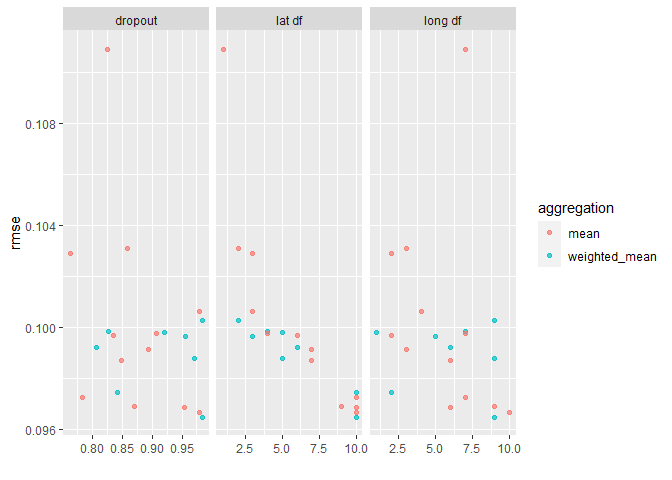 dropout
lat df
long df
0.108
0.104
0.100
0.096
rmse
0.80 0.85 0.90 0.95
2.5 5.0 7.5 10.0
2.5 5.0 7.5 10.0
aggregation
mean
weighted_mean